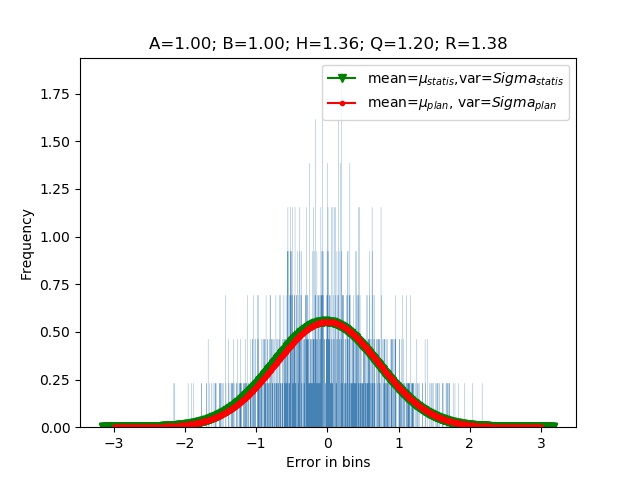 A=1.00; B=1.00; H=1.36; Q=1.20; R=1.38
mean=μstatis,var=Sigmastatis
mean=μplan, var=Sigmaplan
1.75
1.50
1.25
1.00
0.75
0.50
0.25
0.00
Frequency
−3 −2 −1 0 1 2 3
Error in bins